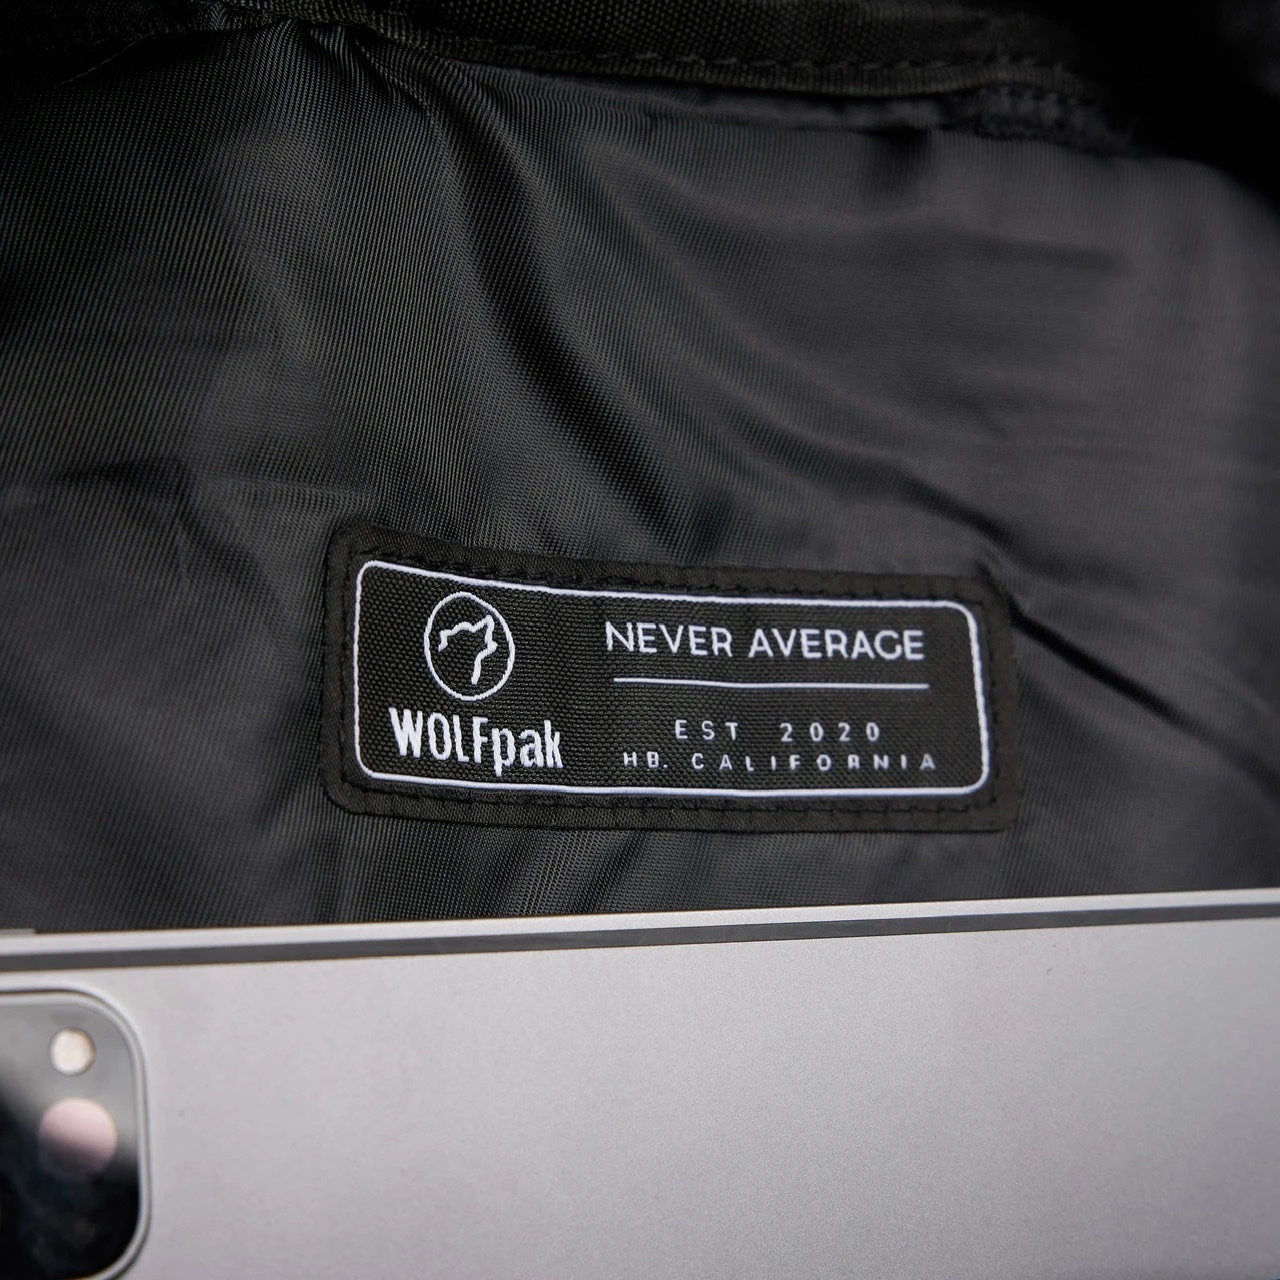 WOLFpak
NEVER AVERAGE
EST 2020
HB. CALIFORNIA